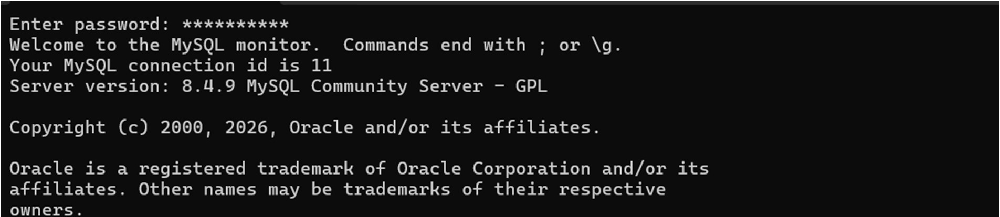 Enter password: **********
Welcome to the MySQL monitor.  Commands end with ; or \g.
Your MySQL connection id is 11
Server version: 8.4.9 MySQL Community Server - GPL
Copyright (c) 2000, 2026, Oracle and/or its affiliates.
Oracle is a registered trademark of Oracle Corporation and/or its
affiliates. Other names may be trademarks of their respective
owners.